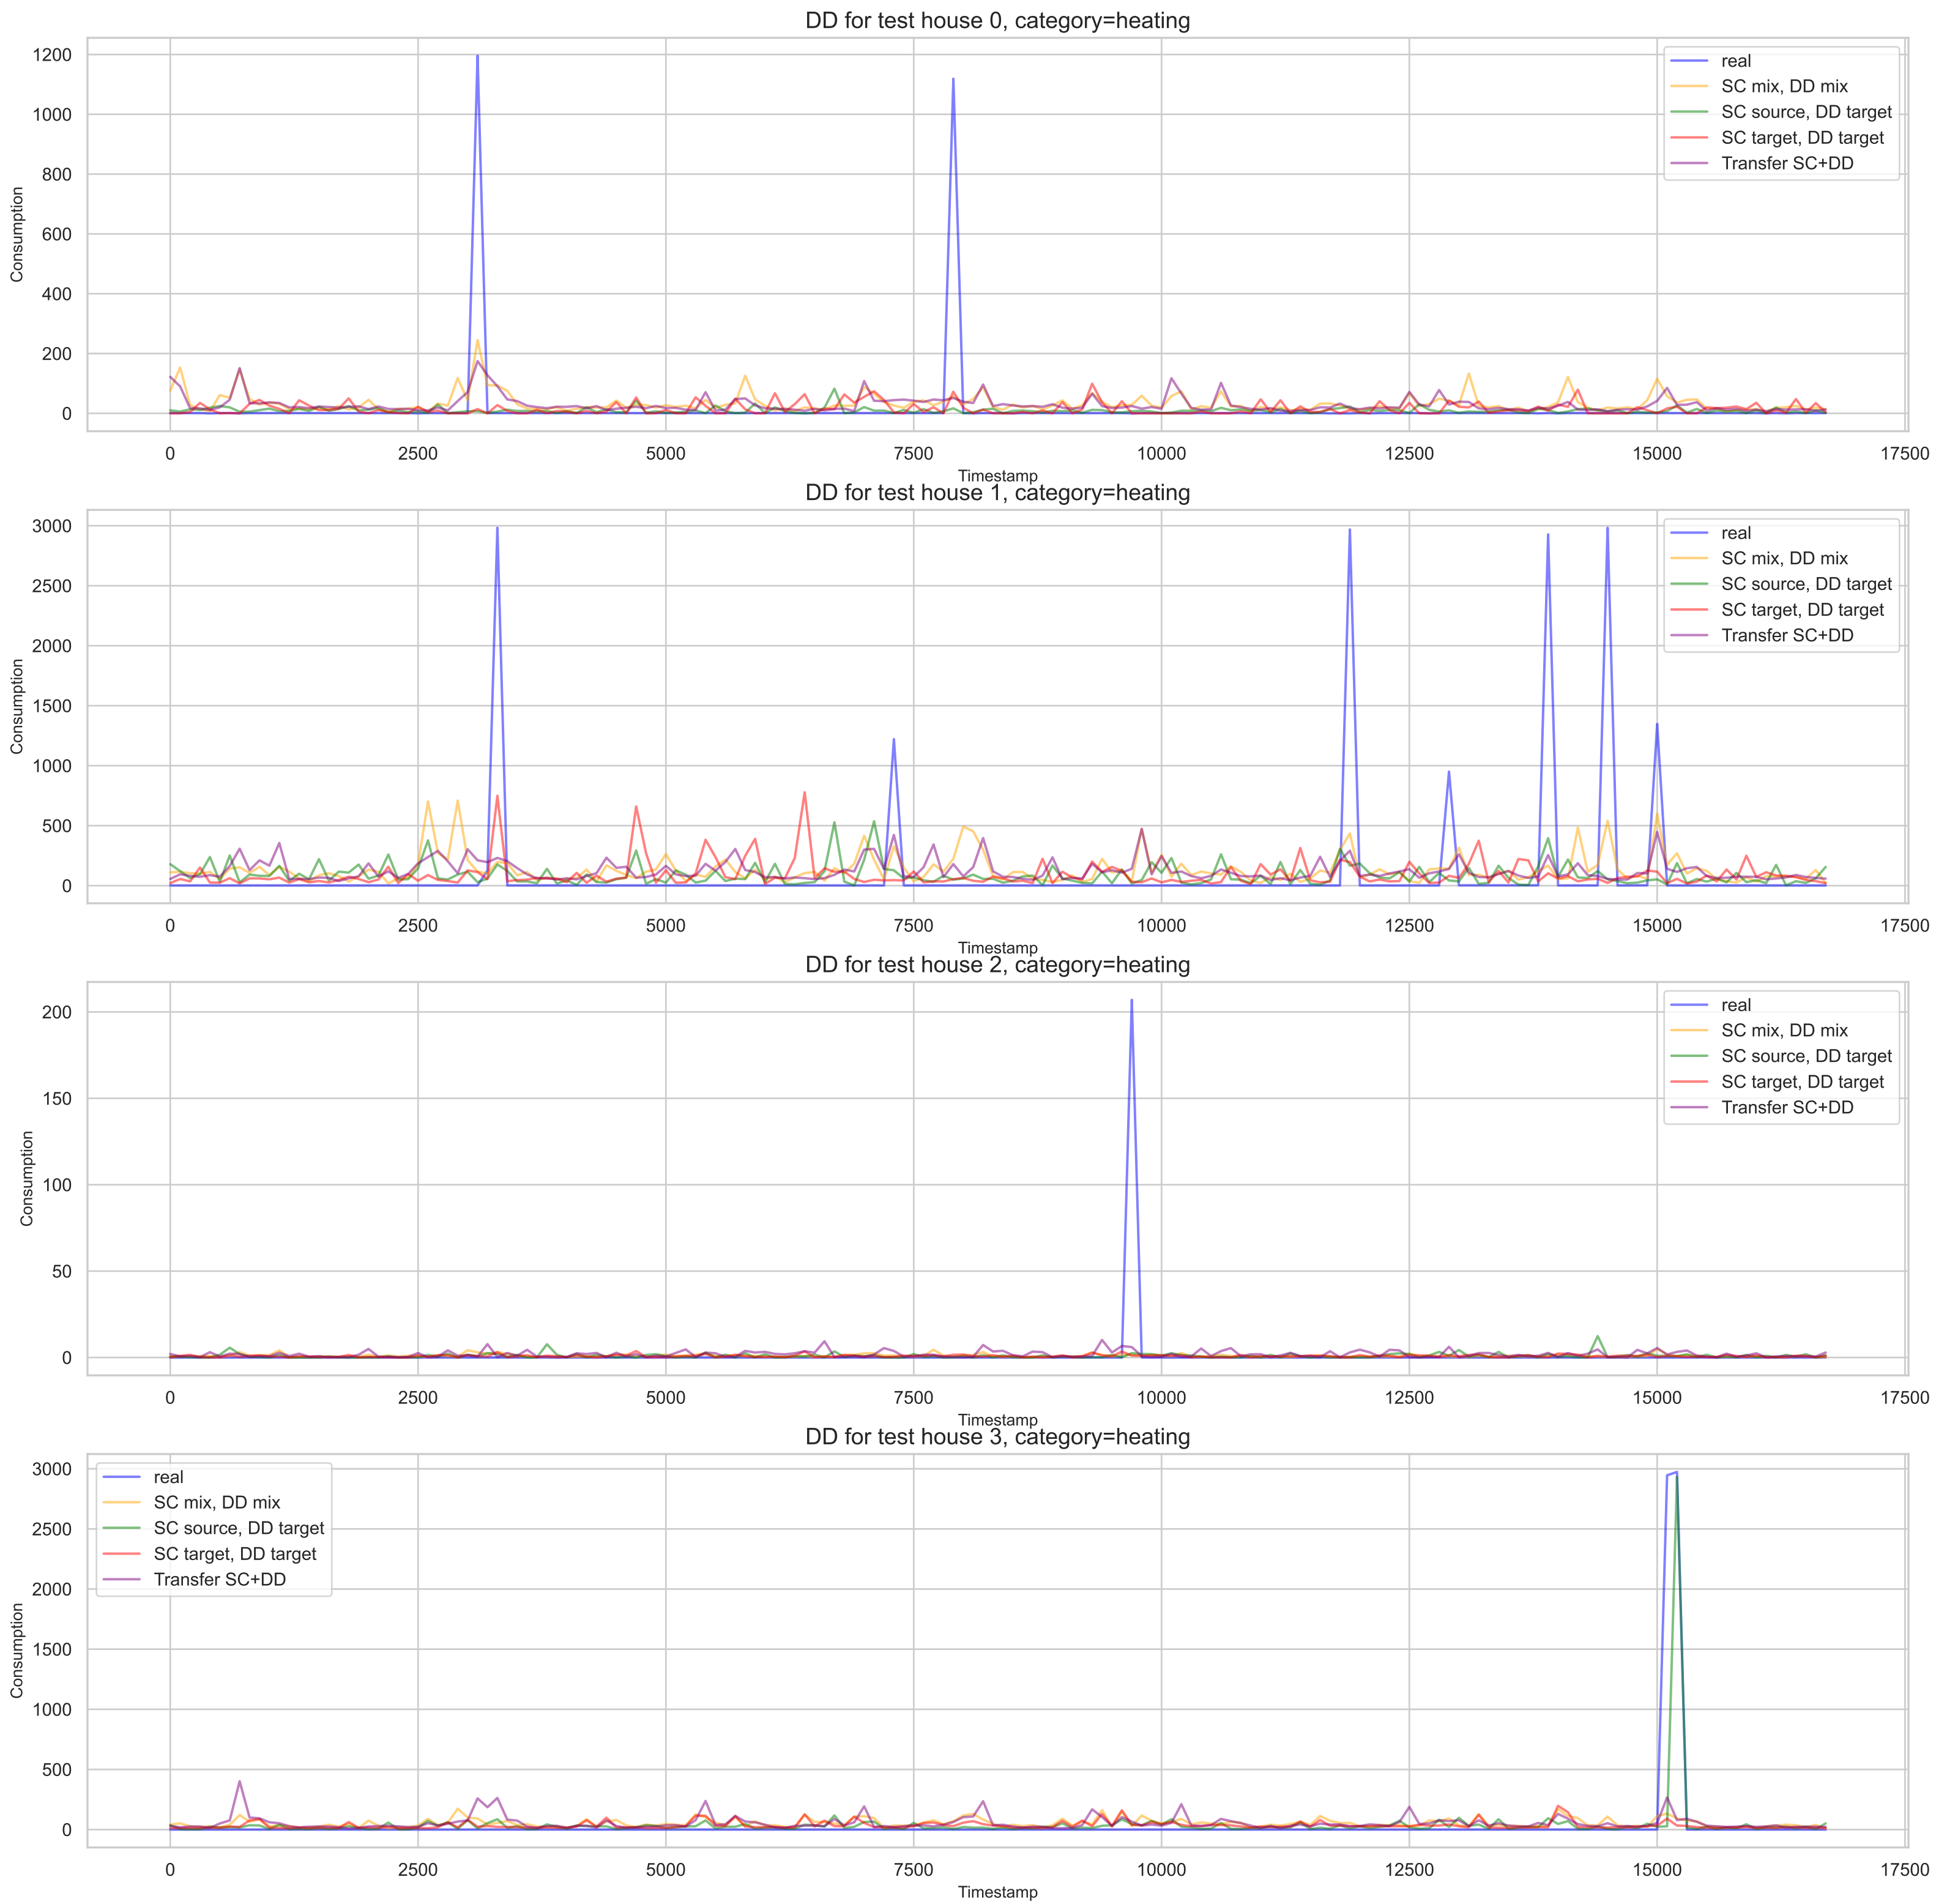 DD for test house 0, category=heating
1200
1000
800
600
400
200
0
Consumption
real
SC mix, DD mix
SC source, DD target
SC target, DD target
Transfer SC+DD
0 2500 5000 7500 10000 12500 15000 17500
Timestamp
DD for test house 1, category=heating
3000
2500
2000
1500
1000
500
0
Consumption
real
SC mix, DD mix
SC source, DD target
SC target, DD target
Transfer SC+DD
0 2500 5000 7500 10000 12500 15000 17500
Timestamp
DD for test house 2, category=heating
200
150
100
50
0
Consumption
real
SC mix, DD mix
SC source, DD target
SC target, DD target
Transfer SC+DD
0 2500 5000 7500 10000 12500 15000 17500
Timestamp
DD for test house 3, category=heating
3000
2500
2000
1500
1000
500
0
Consumption
real
SC mix, DD mix
SC source, DD target
SC target, DD target
Transfer SC+DD
0 2500 5000 7500 10000 12500 15000 17500
Timestamp